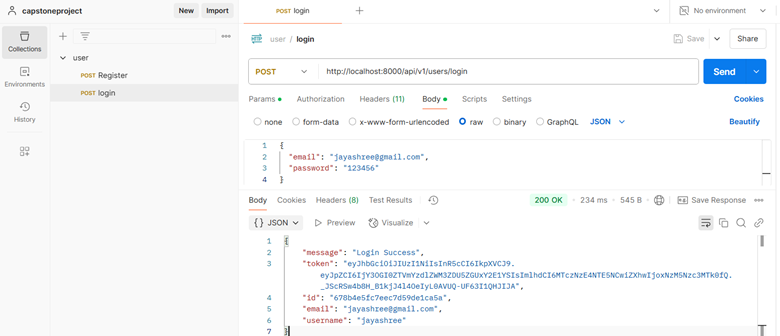 capstoneproject
New
Import
POST login
No environment
Collections
Environments
History
user
POST Register
POST login
HTTP user / login
Save
Share
POST
http://localhost:8000/api/v1/users/login
Send
Params
Authorization
Headers (11)
Body
Scripts
Settings
Cookies
none
form-data
x-www-form-urlencoded
raw
binary
GraphQL
JSON
Beautify
1 {
2 "email": "jayashree@gmail.com",
3 "password": "123456"
4 }
Body
Cookies
Headers (8)
Test Results
200 OK
234 ms
545 B
Save Response
{} JSON
Preview
Visualize
1 {
2 "message": "Login Success",
3 "token": "eyJhbGciOiJIUzI1NiIsInR5cCI6IkpXVCJ9.
4 "id": "678b4e5fc7eec7d59de1ca5a",
5 "email": "jayashree@gmail.com",
6 "username": "jayashree"
7 }